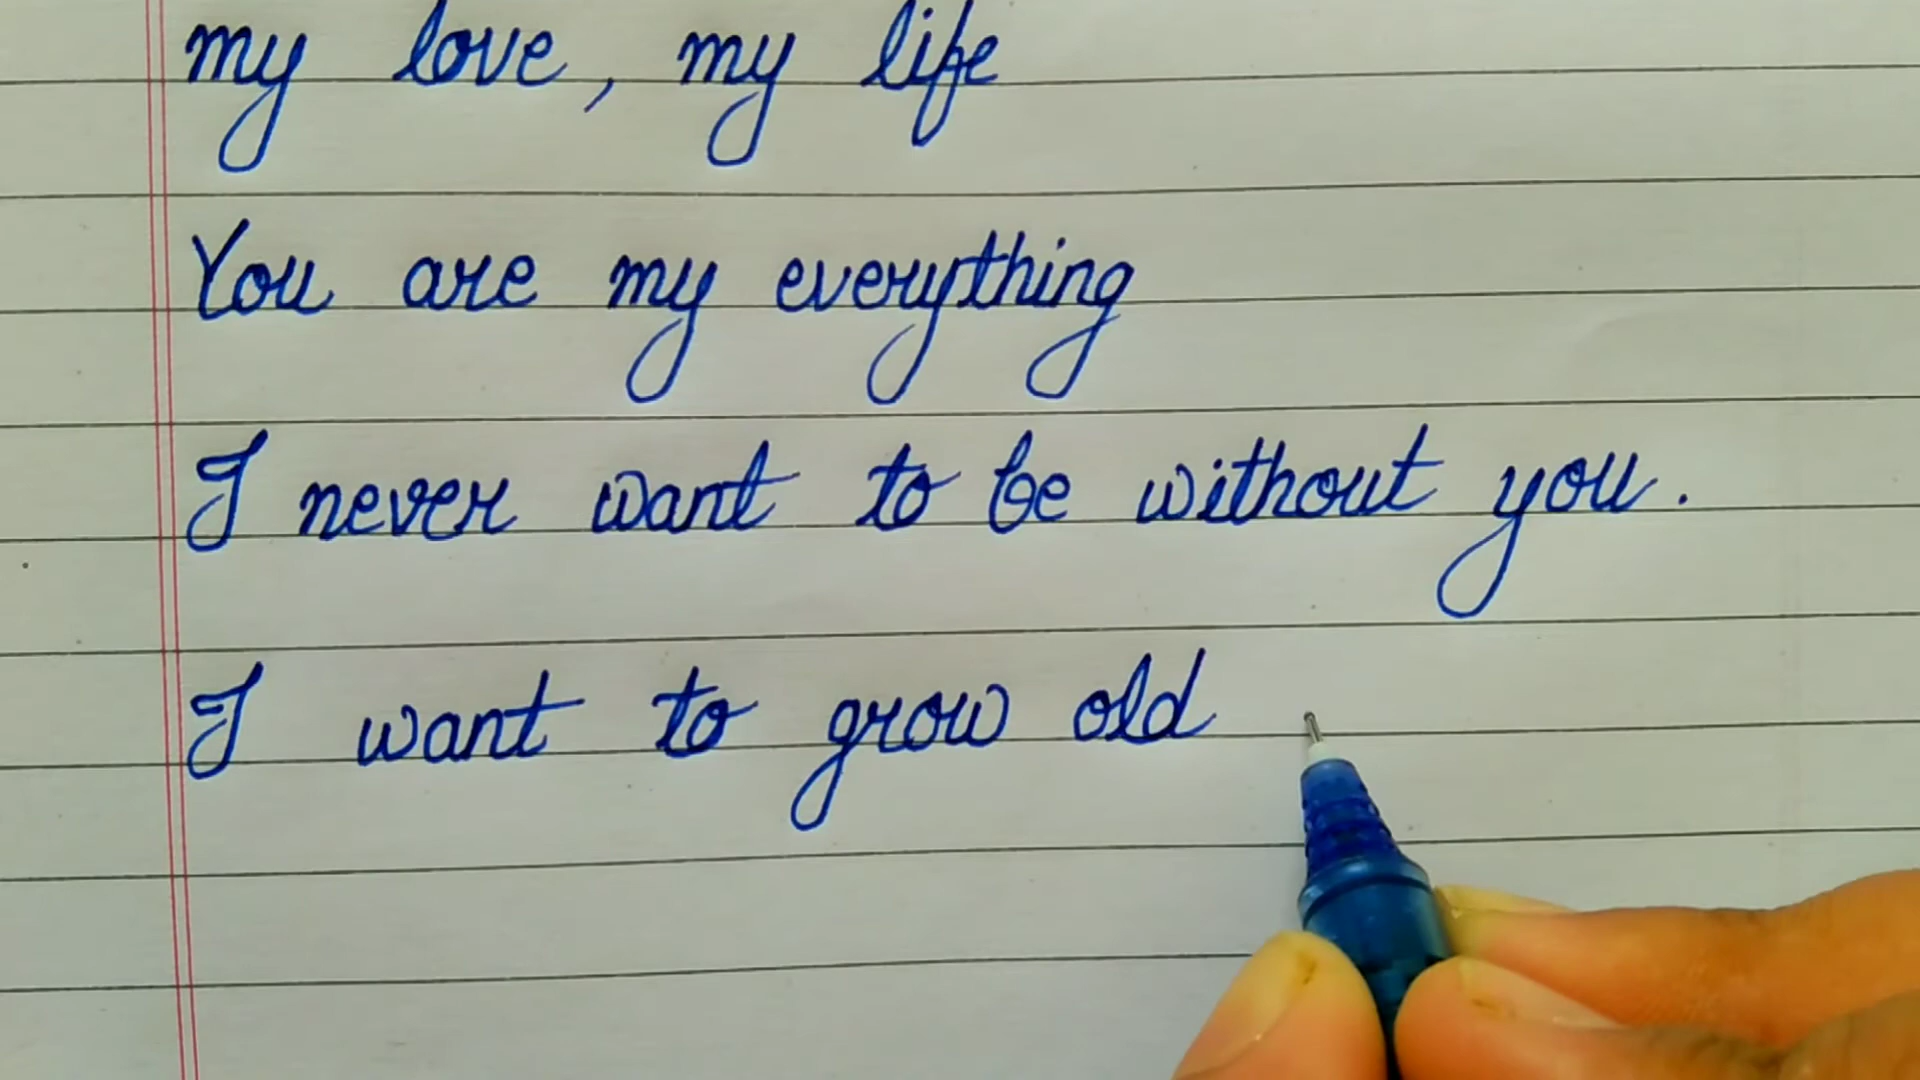 my love, my life
You are my everything
I never want to be without you.
I want to grow old